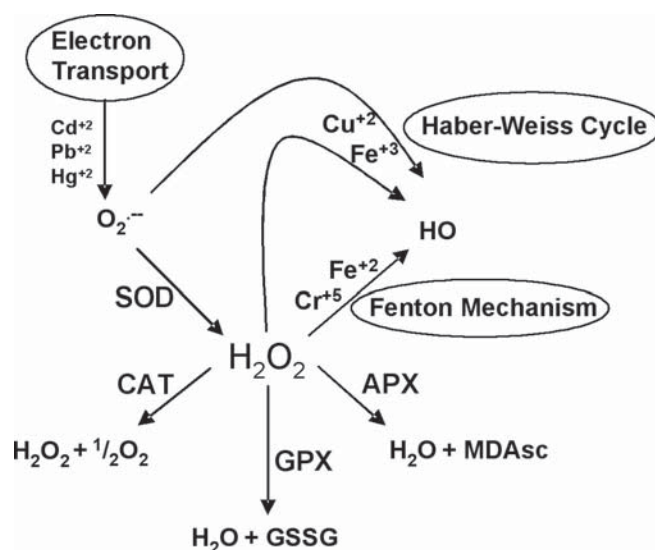 Electron
Transport
Cd⁺²
Pb⁺²
Hg⁺²
Cu⁺²
Fe⁺³
Haber-Weiss Cycle
O₂·--
HO
Fe⁺²
Cr⁺⁵
Fenton Mechanism
SOD
H₂O₂
CAT
APX
H₂O₂ + ¹/₂O₂
GPX
H₂O + MDAsc
H₂O + GSSG